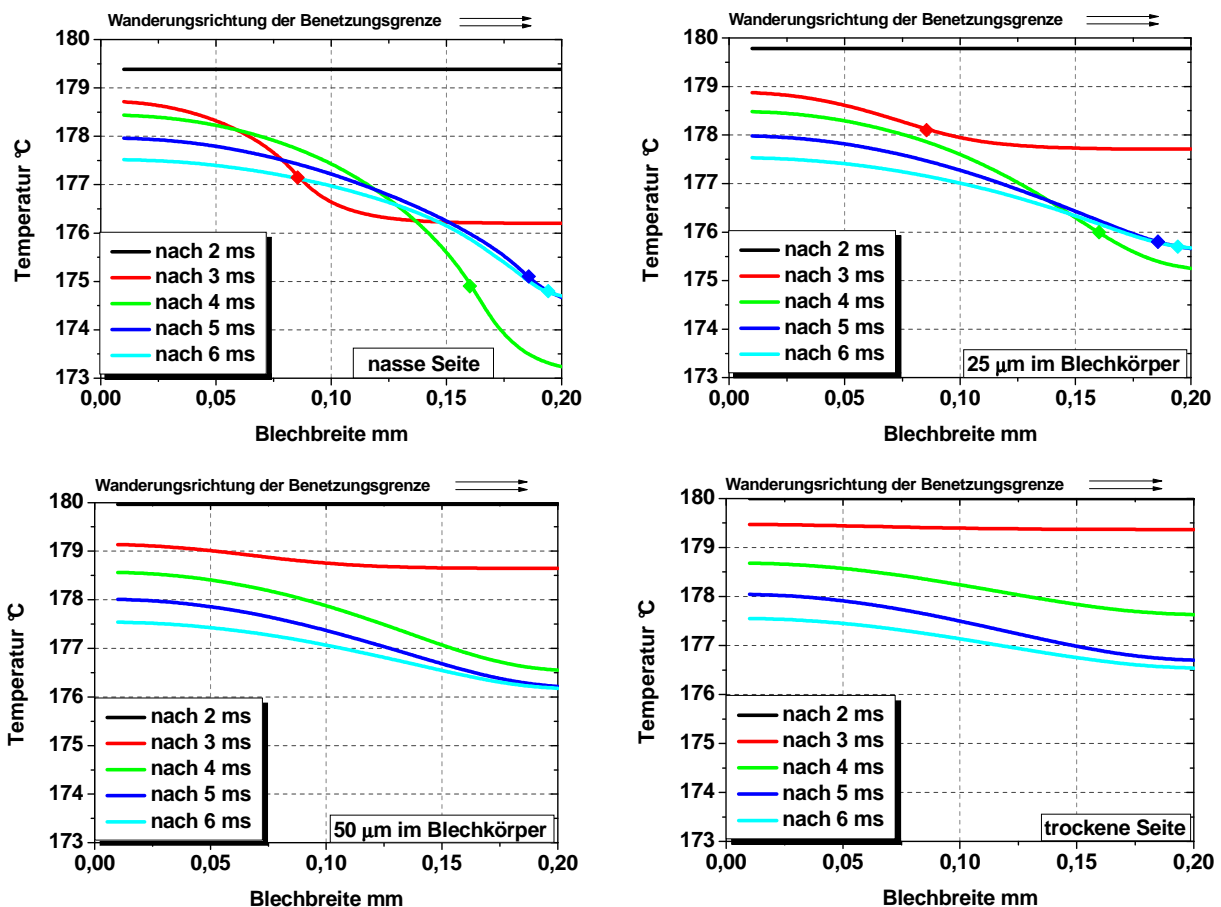 Wanderungsrichtung der Benetzungsgrenze
180
179
178
177
176
175
174
173
Temperatur °C
nach 2 ms
nach 3 ms
nach 4 ms
nach 5 ms
nach 6 ms
nasse Seite
0,00 0,05 0,10 0,15 0,20
Blechbreite mm
Wanderungsrichtung der Benetzungsgrenze
180
179
178
177
176
175
174
173
Temperatur °C
nach 2 ms
nach 3 ms
nach 4 ms
nach 5 ms
nach 6 ms
25 µm im Blechkörper
0,00 0,05 0,10 0,15 0,20
Blechbreite mm
Wanderungsrichtung der Benetzungsgrenze
180
179
178
177
176
175
174
173
Temperatur °C
nach 2 ms
nach 3 ms
nach 4 ms
nach 5 ms
nach 6 ms
50 µm im Blechkörper
0,00 0,05 0,10 0,15 0,20
Blechbreite mm
Wanderungsrichtung der Benetzungsgrenze
180
179
178
177
176
175
174
173
Temperatur °C
nach 2 ms
nach 3 ms
nach 4 ms
nach 5 ms
nach 6 ms
trockene Seite
0,00 0,05 0,10 0,15 0,20
Blechbreite mm